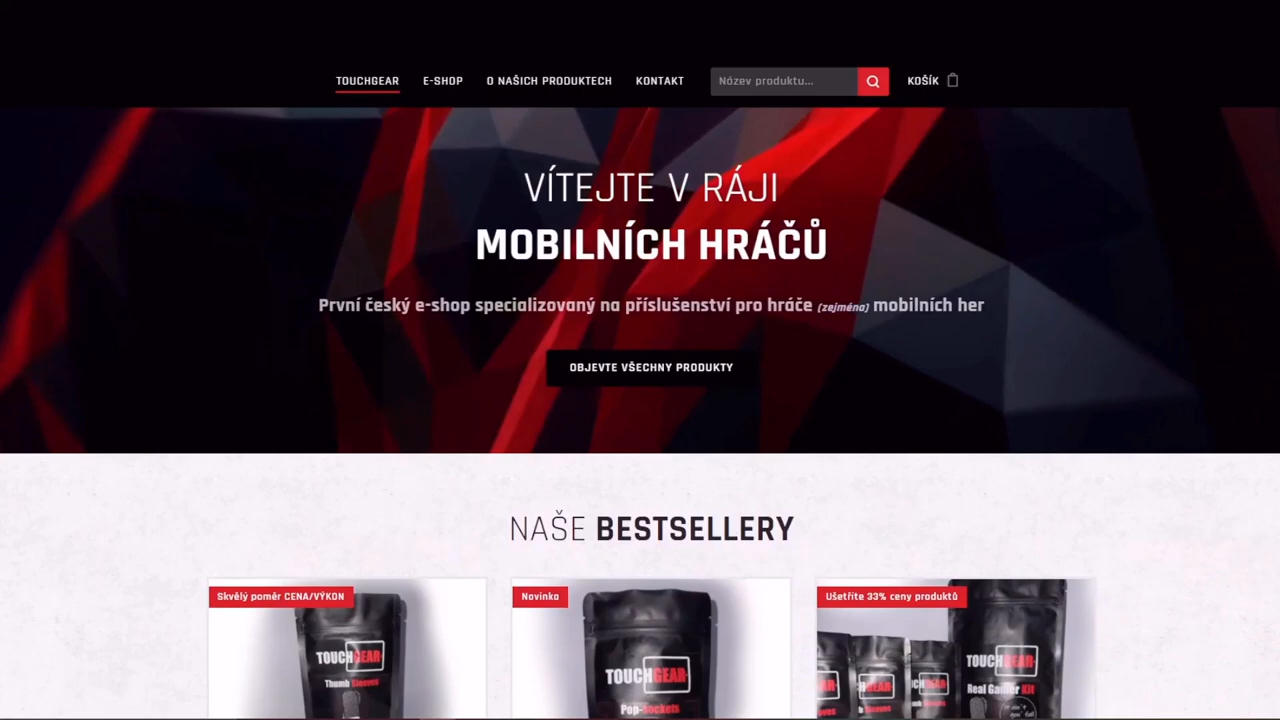 TOUCHGEAR E-SHOP O NAŠICH PRODUKTECH KONTAKT Název produktu... KOŠÍK
VÍTEJTE V RÁJI
MOBILNÍCH HRÁČŮ
První český e-shop specializovaný na příslušenství pro hráče (zejména) mobilních her
OBJEVTE VŠECHNY PRODUKTY
NAŠE BESTSELLERY
Skvělý poměr CENA/VÝKON
Novinka
Ušetříte 33% ceny produktů
TOUCHGEAR
Thumb Sleeves
TOUCHGEAR
Pop-Sockets
TOUCHGEAR
Real Gamer Kit